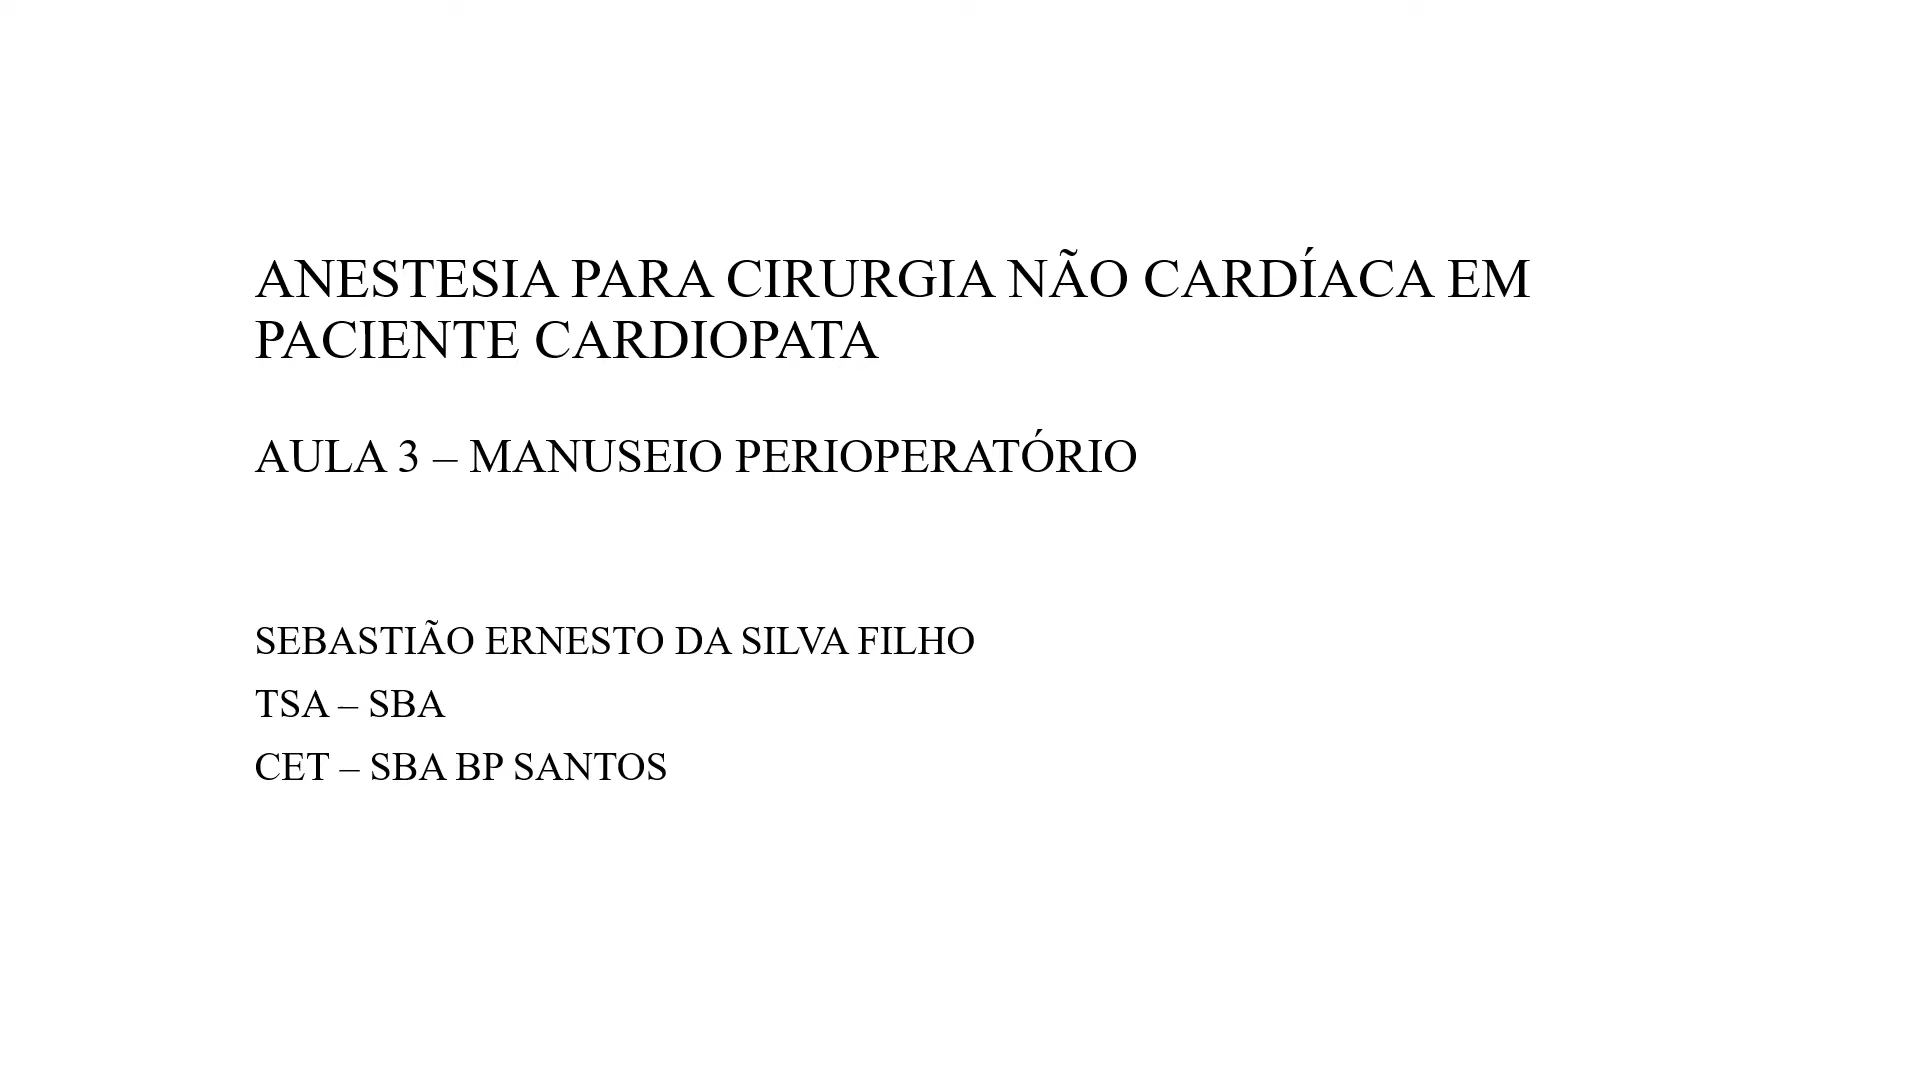 ANESTESIA PARA CIRURGIA NÃO CARDÍACA EM
PACIENTE CARDIOPATA
AULA 3 – MANUSEIO PERIOPERATÓRIO
SEBASTIÃO ERNESTO DA SILVA FILHO
TSA – SBA
CET – SBA BP SANTOS